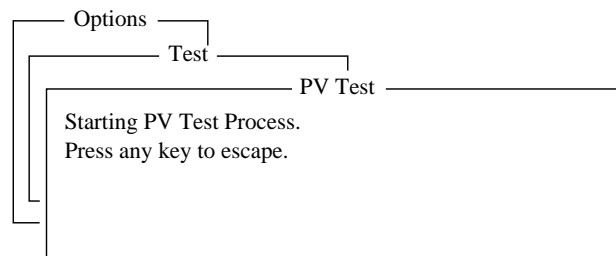 Options
Test
PV Test
Starting PV Test Process.
Press any key to escape.